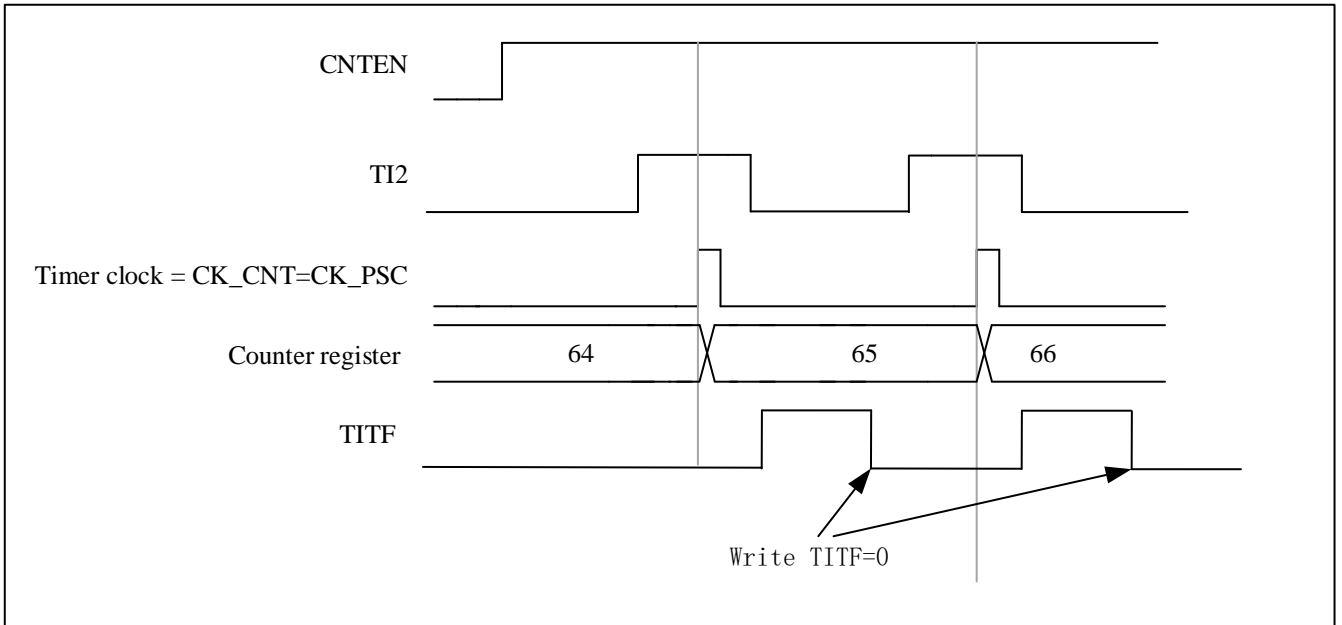 CNTEN
TI2
Timer clock = CK_CNT=CK_PSC
Counter register 64 65 66
TITF
Write TITF=0